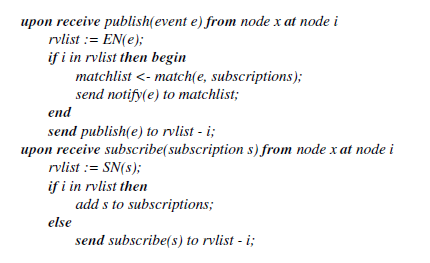 upon receive publish(event e) from node x at node i
rvlist := EN(e);
if i in rvlist then begin
matchlist <- match(e, subscriptions);
send notify(e) to matchlist;
end
send publish(e) to rvlist - i;
upon receive subscribe(subscription s) from node x at node i
rvlist := SN(s);
if i in rvlist then
add s to subscriptions;
else
send subscribe(s) to rvlist - i;